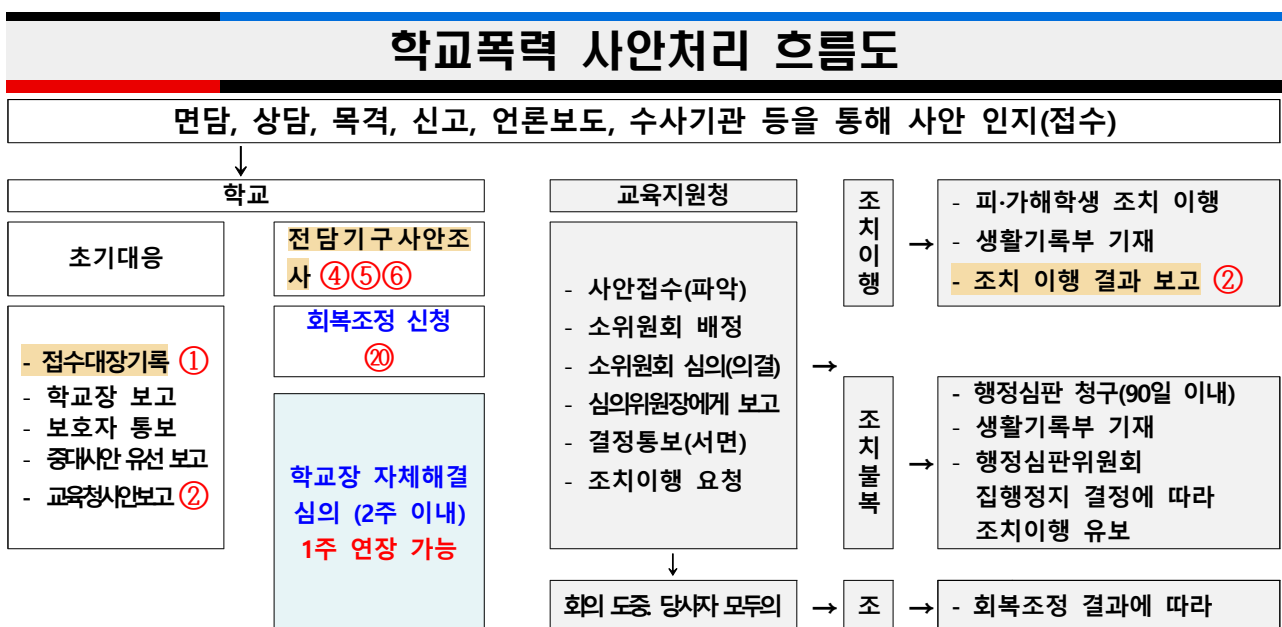 학교폭력 사안처리 흐름도
면담, 상담, 목격, 신고, 언론보도, 수사기관 등을 통해 사안 인지(접수)
↓
학교
초기대응
- 접수대장기록 ①
- 학교장 보고
- 보호자 통보
- 중대사안 유선 보고
- 교육청사안보고 ②
전담기구사안조
사 ④⑤⑥
회복조정 신청
⑳
학교장 자체해결
심의 (2주 이내)
1주 연장 가능
교육지원청
- 사안접수(파악)
- 소위원회 배정
- 소위원회 심의(의결)
- 심의위원장에게 보고
- 결정통보(서면)
- 조치이행 요청
↓
회의 도중 당사자 모두의
→
조
치
이
행
→
- 피·가해학생 조치 이행
- 생활기록부 기재
- 조치 이행 결과 보고 ②
조
치
불
복
→
- 행정심판 청구(90일 이내)
- 생활기록부 기재
- 행정심판위원회
집행정지 결정에 따라
조치이행 유보
→
조
→
- 회복조정 결과에 따라